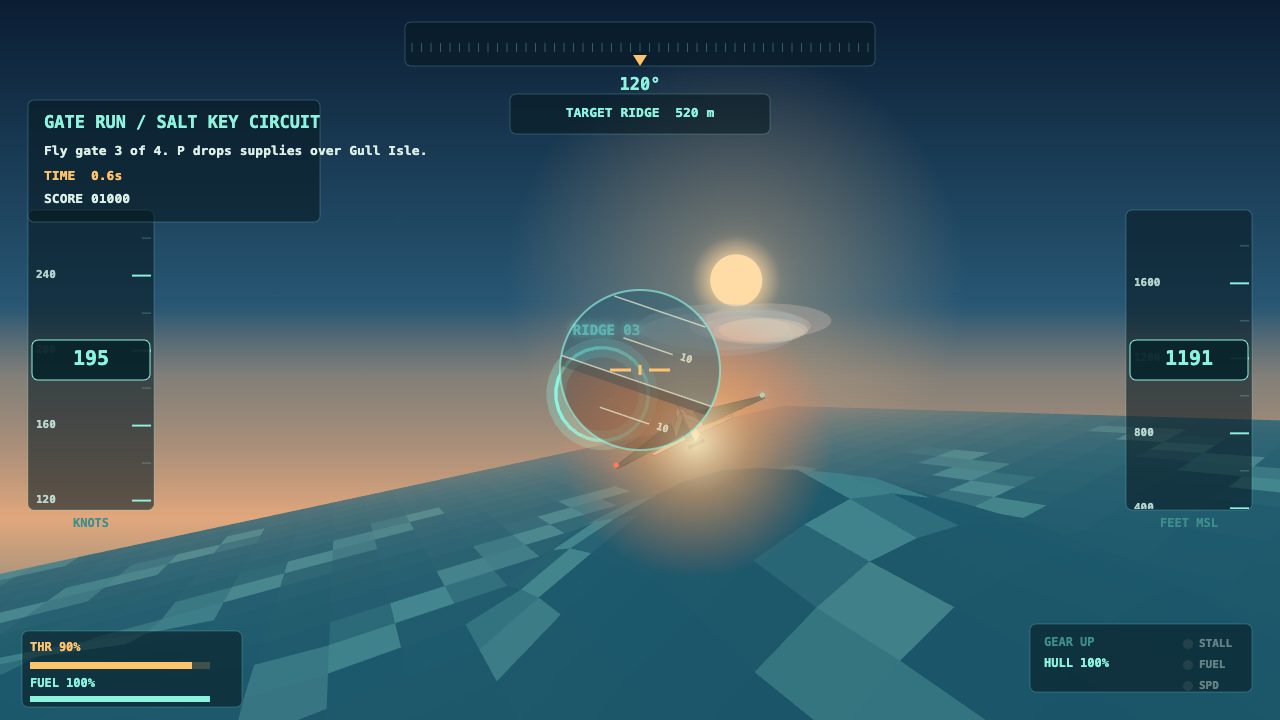 120°
TARGET RIDGE 520 m
GATE RUN / SALT KEY CIRCUIT
Fly gate 3 of 4. P drops supplies over Gull Isle.
TIME 0.6s
SCORE 01000
240
195
160
120
KNOTS
RIDGE 03
10
10
1600
1191
800
400
FEET MSL
THR 90%
FUEL 100%
GEAR UP
HULL 100%
STALL
FUEL
SPD